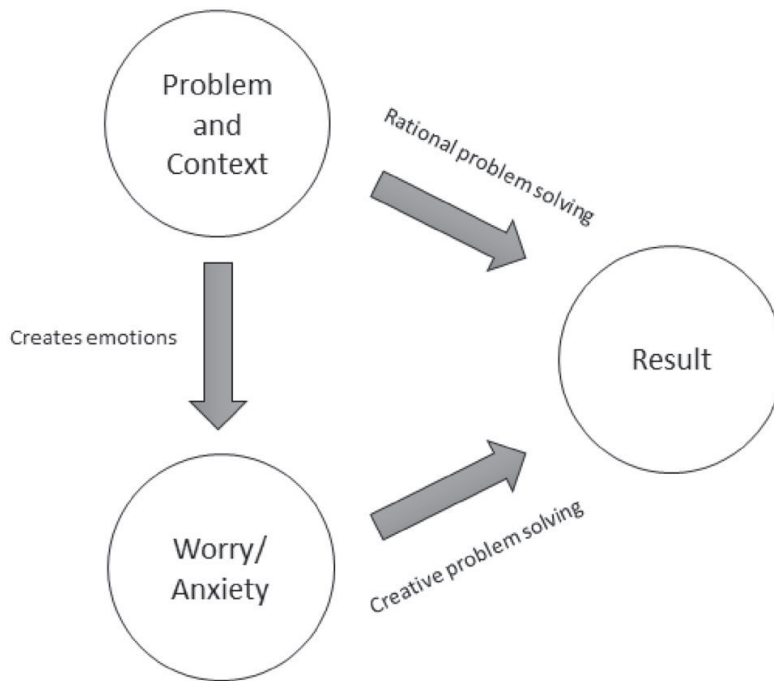 Problem
and
Context
Rational problem solving
Creates emotions
Result
Worry/
Anxiety
Creative problem solving